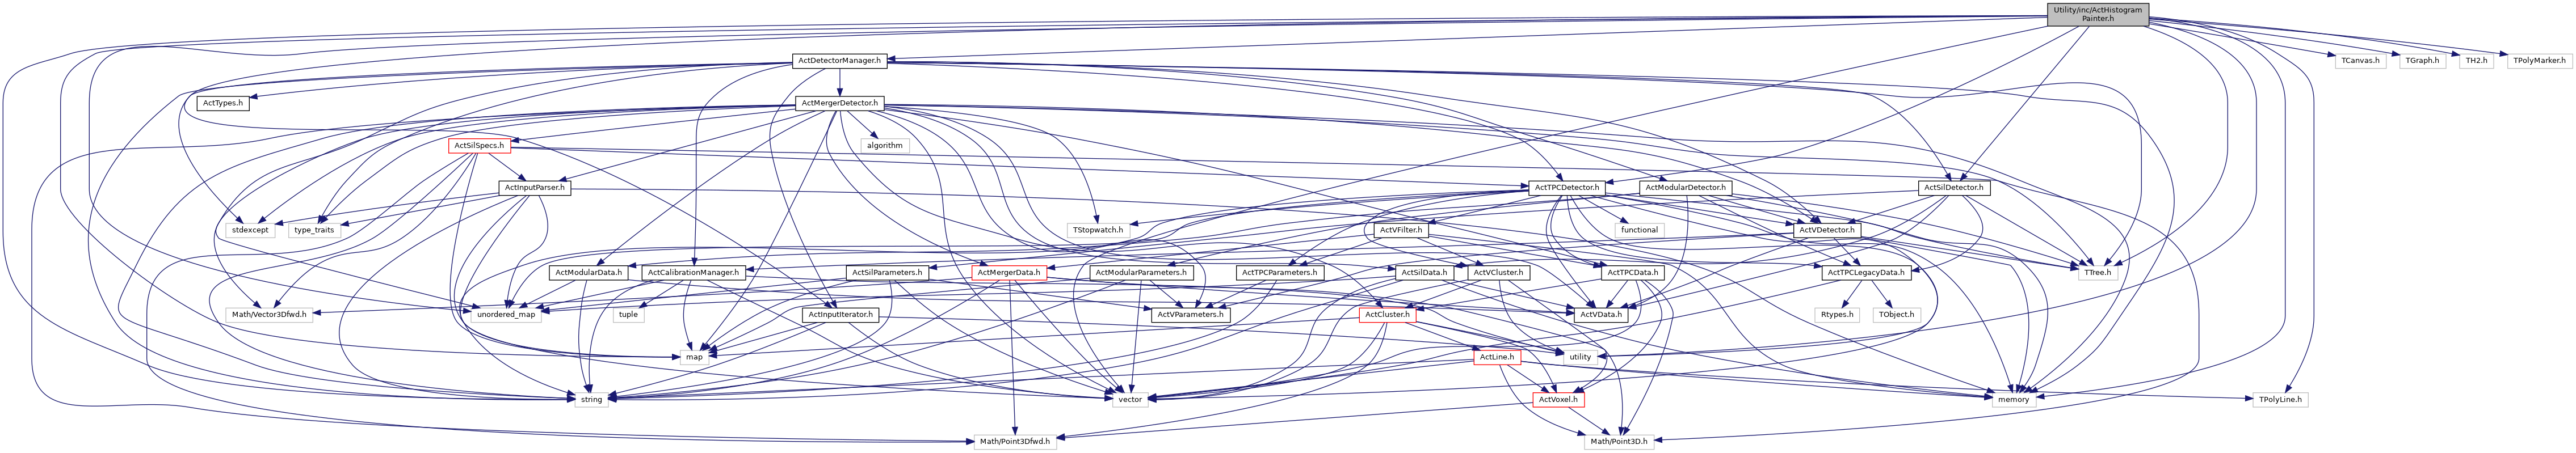 Utility/inc/ActHistogram
Painter.h
ActDetectorManager.h
TCanvas.h
TGraph.h
TH2.h
TPolyMarker.h
ActTypes.h
ActMergerDetector.h
ActSilSpecs.h
algorithm
ActInputParser.h
ActTPCDetector.h
ActModularDetector.h
ActSilDetector.h
stdexcept
type_traits
TStopwatch.h
ActVFilter.h
functional
ActVDetector.h
ActModularData.h
ActCalibrationManager.h
ActSilParameters.h
ActMergerData.h
ActModularParameters.h
ActTPCParameters.h
ActSilData.h
ActVCluster.h
ActTPCData.h
ActTPCLegacyData.h
TTree.h
Math/Vector3Dfwd.h
unordered_map
tuple
ActInputIterator.h
ActVParameters.h
ActCluster.h
ActVData.h
Rtypes.h
TObject.h
map
ActLine.h
utility
string
vector
ActVoxel.h
memory
TPolyLine.h
Math/Point3Dfwd.h
Math/Point3D.h